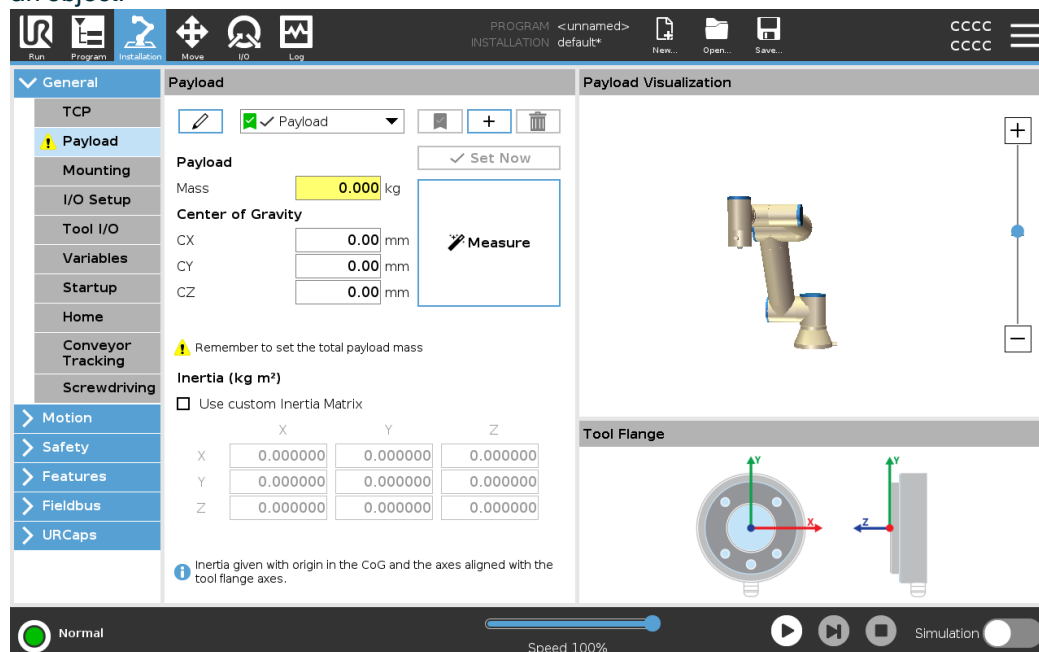 an object.
UR
PROGRAM <unnamed>
INSTALLATION default*
cccc
cccc
Run Program Installation Move I/O Log New... Open... Save...
General
TCP
Payload
Mounting
I/O Setup
Tool I/O
Variables
Startup
Home
Conveyor
Tracking
Screwdriving
Motion
Safety
Features
Fieldbus
URCaps
Payload
Payload
Payload
Set Now
Mass 0.000 kg
Center of Gravity
CX 0.00 mm
CY 0.00 mm
CZ 0.00 mm
Measure
Remember to set the total payload mass
Inertia (kg m²)
Use custom Inertia Matrix
X Y Z
X 0.000000 0.000000 0.000000
Y 0.000000 0.000000 0.000000
Z 0.000000 0.000000 0.000000
Inertia given with origin in the CoG and the axes aligned with the
tool flange axes.
Payload Visualization
Tool Flange
Y
X
Y
Z
Normal
Speed 100%
Simulation